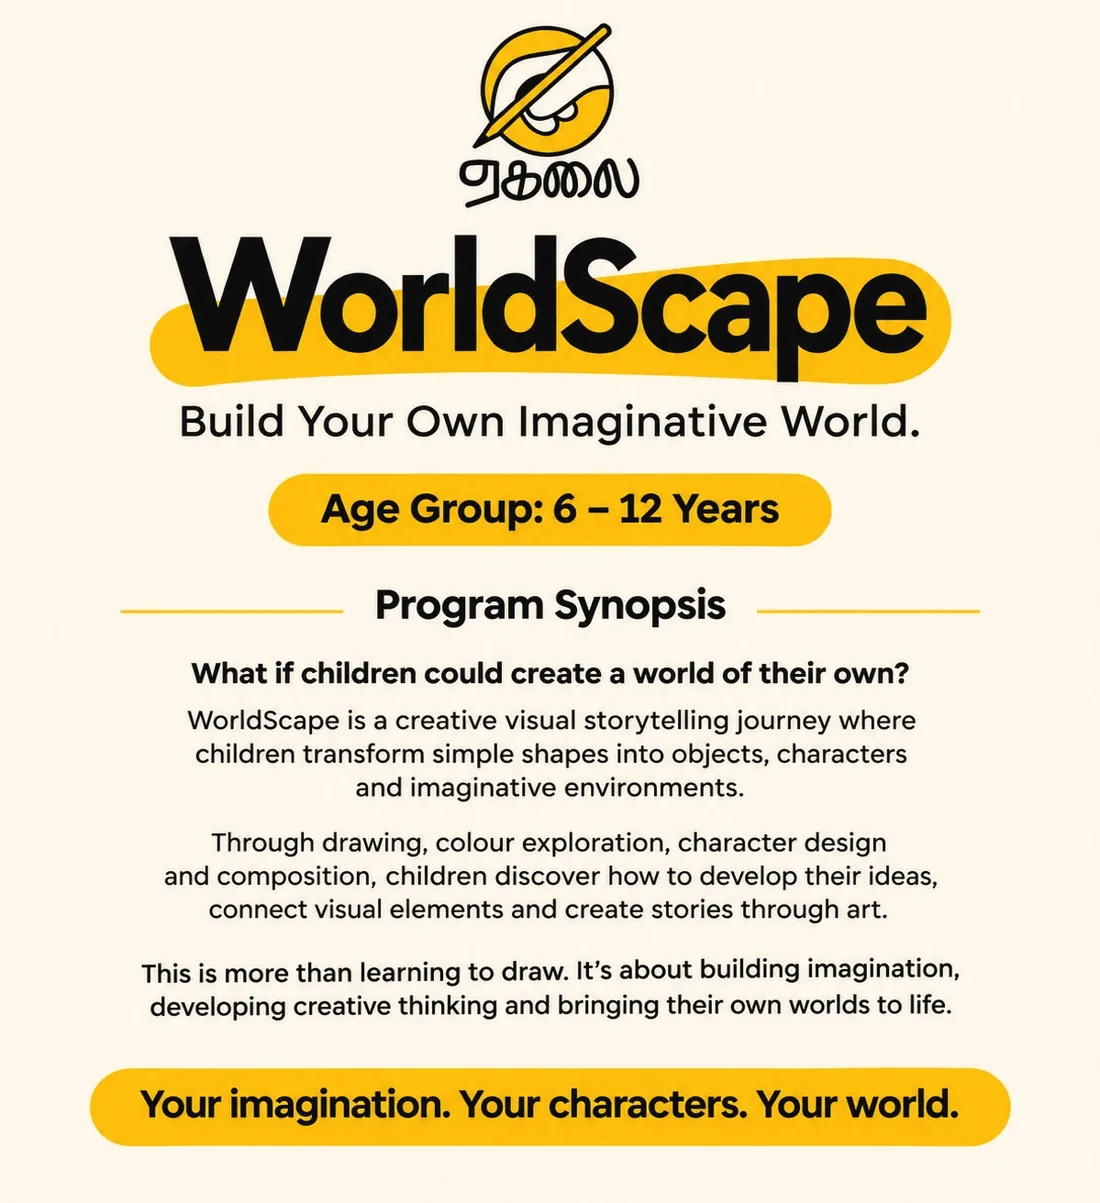 ஏகலை
WorldScape
Build Your Own Imaginative World.
Age Group: 6 – 12 Years
Program Synopsis
What if children could create a world of their own?
WorldScape is a creative visual storytelling journey where
children transform simple shapes into objects, characters
and imaginative environments.
Through drawing, colour exploration, character design
and composition, children discover how to develop their ideas,
connect visual elements and create stories through art.
This is more than learning to draw. It’s about building imagination,
developing creative thinking and bringing their own worlds to life.
Your imagination. Your characters. Your world.